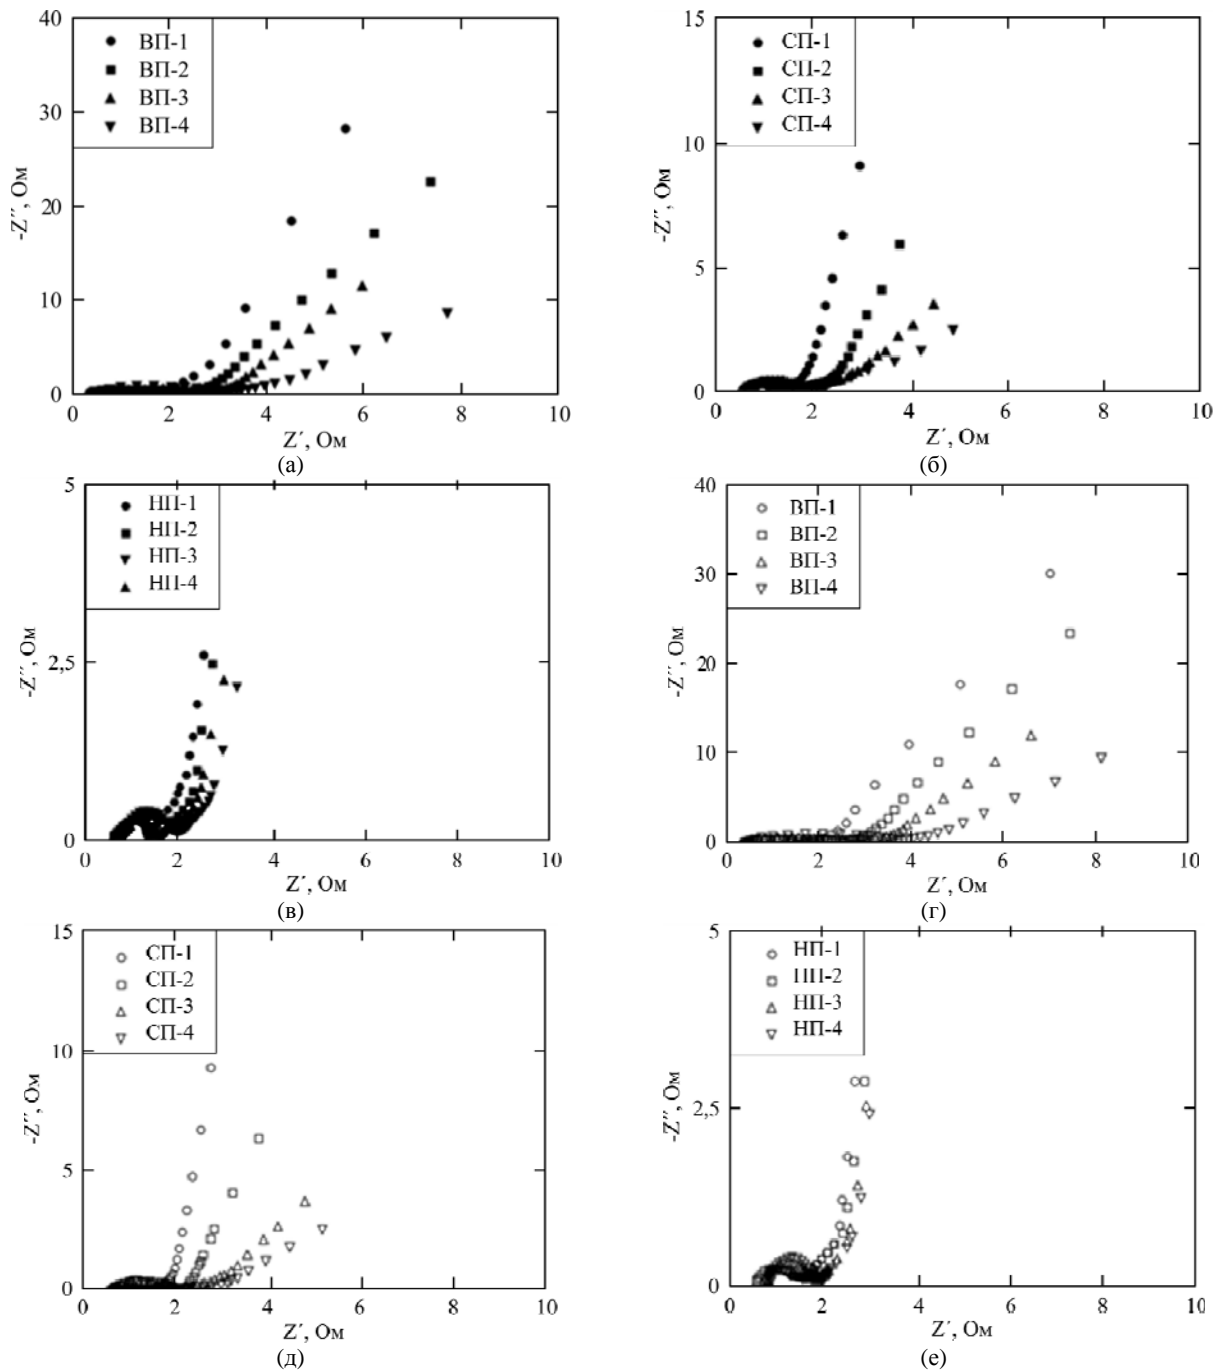 40
30
20
10
0
-Z´´, Ом
ВП-1
ВП-2
ВП-3
ВП-4
0 2 4 6 8 10
Z´, Ом
(а)
15
10
5
0
-Z´´, Ом
СП-1
СП-2
СП-3
СП-4
0 2 4 6 8 10
Z´, Ом
(б)
5
2,5
0
-Z´´, Ом
НП-1
НП-2
НП-3
НП-4
0 2 4 6 8 10
Z´, Ом
(в)
40
30
20
10
0
-Z´´, Ом
ВП-1
ВП-2
ВП-3
ВП-4
0 2 4 6 8 10
Z´, Ом
(г)
15
10
5
0
-Z´´, Ом
СП-1
СП-2
СП-3
СП-4
0 2 4 6 8 10
Z´, Ом
(д)
5
2,5
0
-Z´´, Ом
НП-1
НП-2
НП-3
НП-4
0 2 4 6 8 10
Z´, Ом
(е)